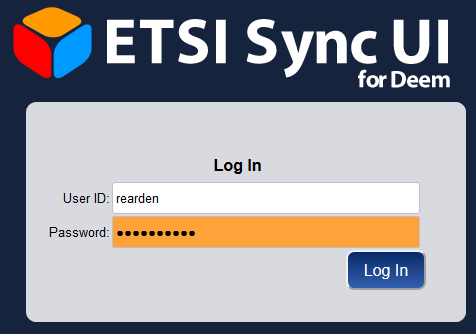 ETSI Sync UI
for Deem
Log In
User ID: rearden
Password: ●●●●●●●●●●
Log In